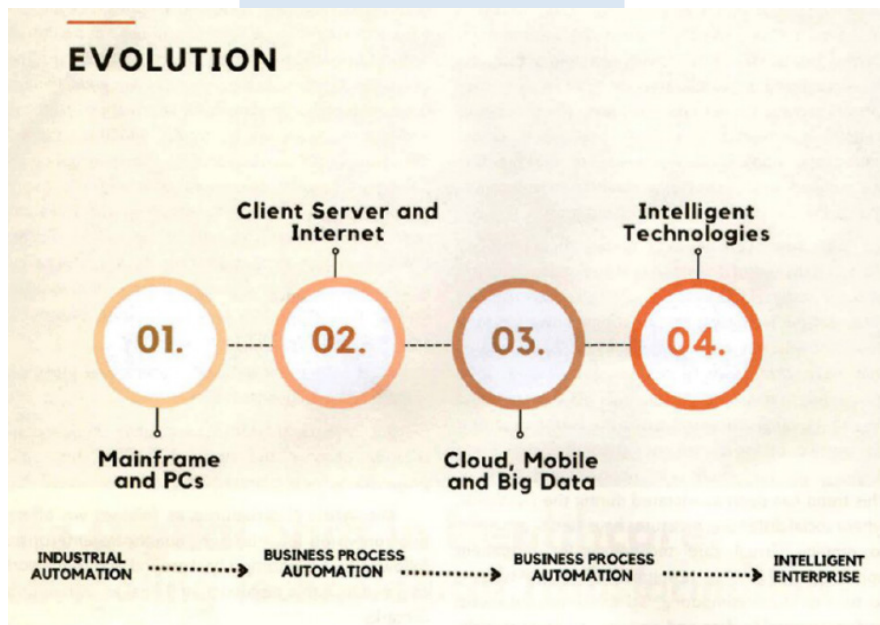 EVOLUTION
Client Server and
Internet
Intelligent
Technologies
01.
02.
03.
04.
Mainframe
and PCs
Cloud, Mobile
and Big Data
INDUSTRIAL
AUTOMATION
BUSINESS PROCESS
AUTOMATION
BUSINESS PROCESS
AUTOMATION
INTELLIGENT
ENTERPRISE